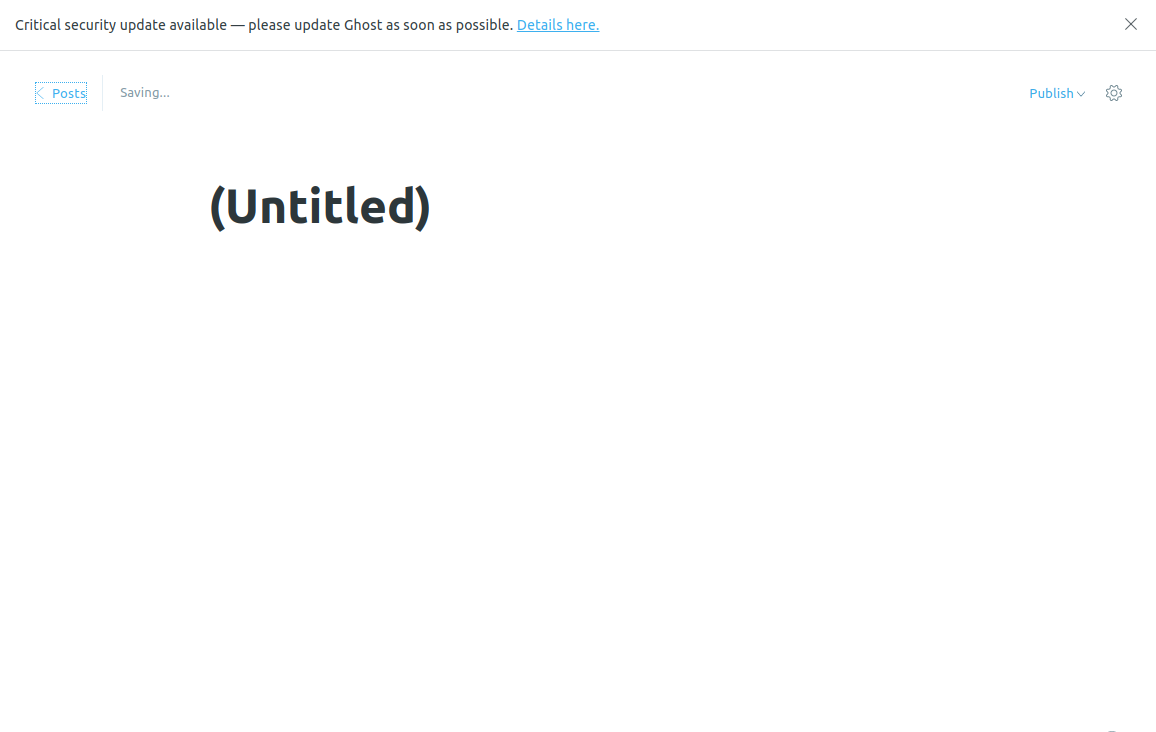 Critical security update available — please update Ghost as soon as possible. Details here.
Posts
Saving...
Publish
(Untitled)